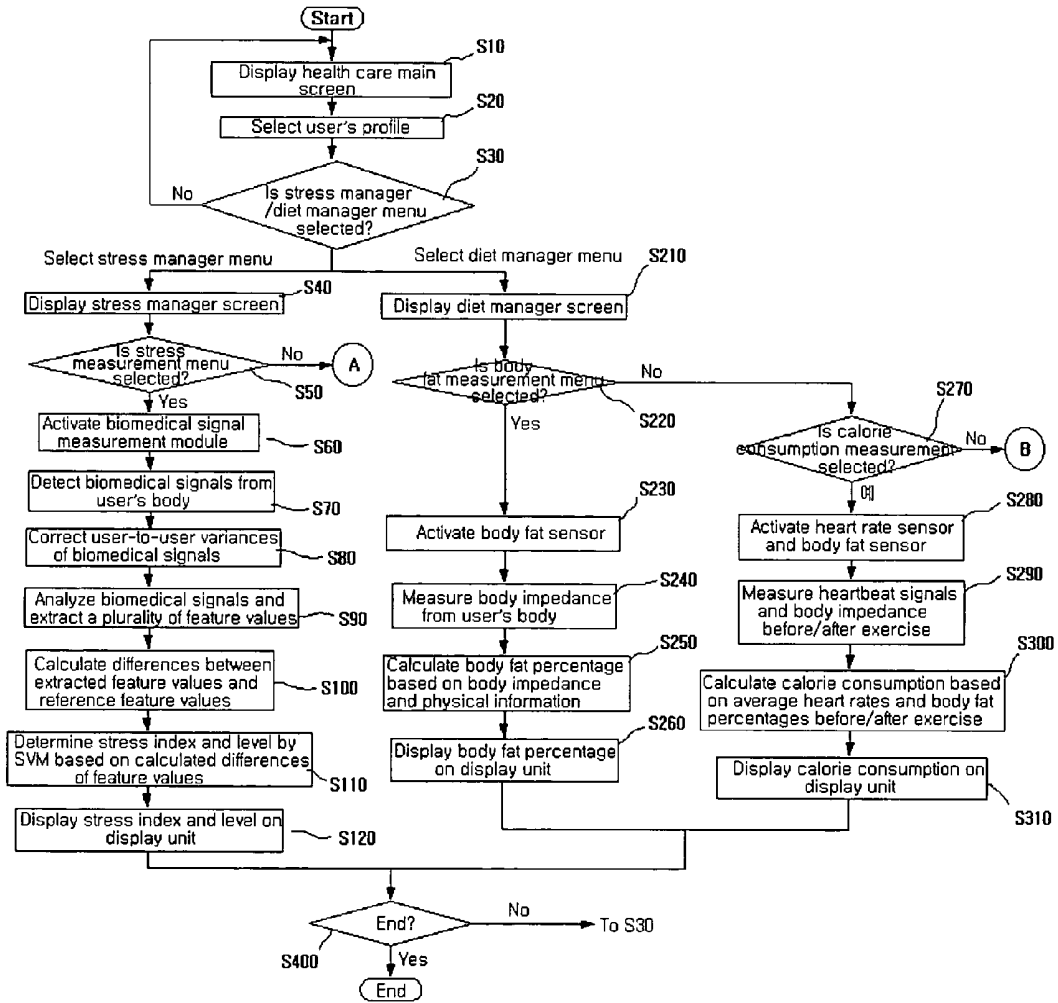 Start
S10
Display health care main
screen
S20
Select user's profile
S30
Is stress manager
/diet manager menu
selected?
No
Select stress manager menu
Select diet manager menu
S210
S40
Display stress manager screen
Display diet manager screen
Is stress
measurement menu
selected?
No
A
S50
Yes
Is body
fat measurement menu
selected?
No
S220
Yes
S270
Is calorie
consumption measurement
selected?
No
B
Activate biomedical signal
measurement module
S60
Detect biomedical signals from
user's body
S70
S230
Activate body fat sensor
S280
Activate heart rate sensor
and body fat sensor
Correct user-to-user variances
of biomedical signals
S80
S240
Measure body impedance
from user's body
S290
Measure heartbeat signals
and body impedance
before/after exercise
Analyze biomedical signals and
extract a plurality of feature values
S90
S250
Calculate body fat percentage
based on body impedance
and physical information
S300
Calculate calorie consumption based
on average heart rates and body fat
percentages before/after exercise
Calculate differences between
extracted feature values and
reference feature values
S100
S260
Display body fat percentage
on display unit
Determine stress index and level by
SVM based on calculated differences
of feature values
S110
Display calorie consumption on
display unit
S310
Display stress index and level on
display unit
S120
End?
No
To S30
S400
Yes
End